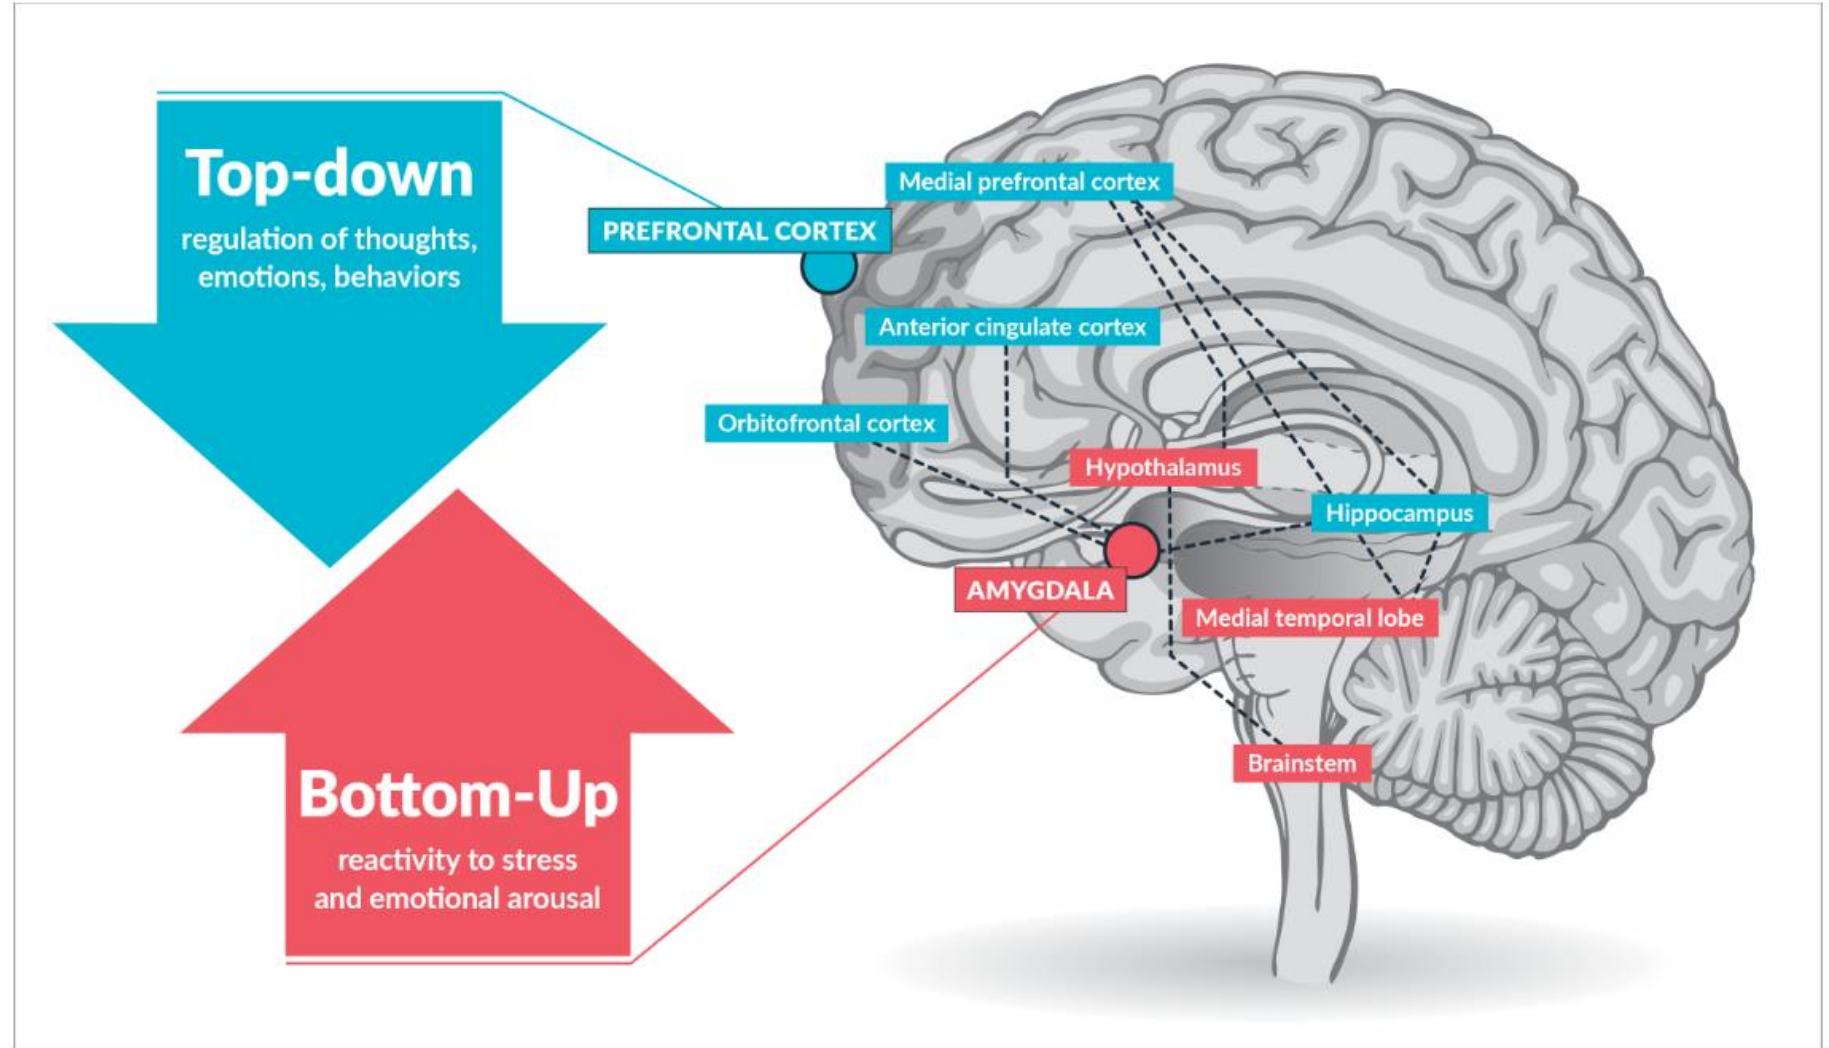 Top-down
regulation of thoughts,
emotions, behaviors
PREFRONTAL CORTEX
Medial prefrontal cortex
Anterior cingulate cortex
Orbitofrontal cortex
Hypothalamus
Hippocampus
AMYGDALA
Medial temporal lobe
Brainstem
Bottom-Up
reactivity to stress
and emotional arousal